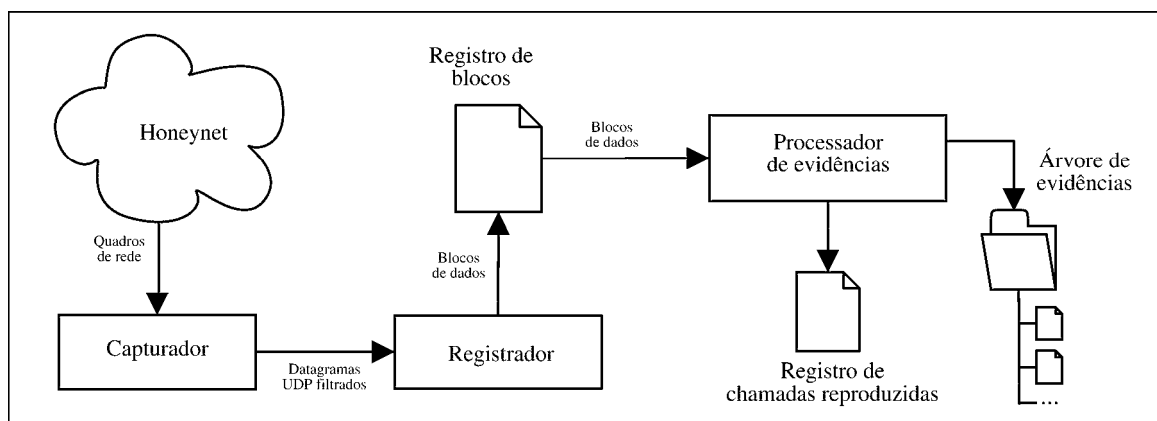 Honeynet
Quadros
de rede
Capturador
Datagramas
UDP filtrados
Registrador
Blocos
de dados
Registro de
blocos
Blocos
de dados
Processador
de evidências
Registro de
chamadas reproduzidas
Árvore de
evidências
...